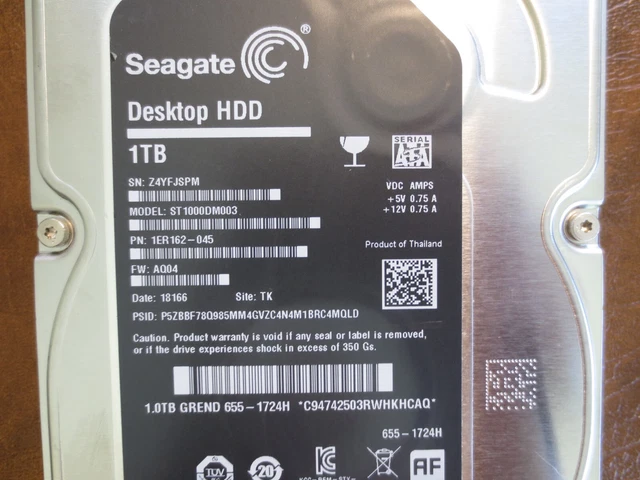 Seagate ®
Desktop HDD
1TB
SERIAL
ATA
SN: Z4YFJSPM
VDC AMPS
+5V 0.75 A
+12V 0.75 A
MODEL: ST1000DM003
PN: 1ER162-045
Product of Thailand
FW: AQ04
Date: 18166 Site: TK
PSID: P5ZBBF78Q985MM4GVZC4N4M1BRC4MQLD
Caution. Product warranty is void if any seal or label is removed,
or if the drive experiences shock in excess of 350 Gs.
1.0TB GREND 655-1724H *C94742503RWHKHCAQ*
655-1724H
TÜV
20
AF